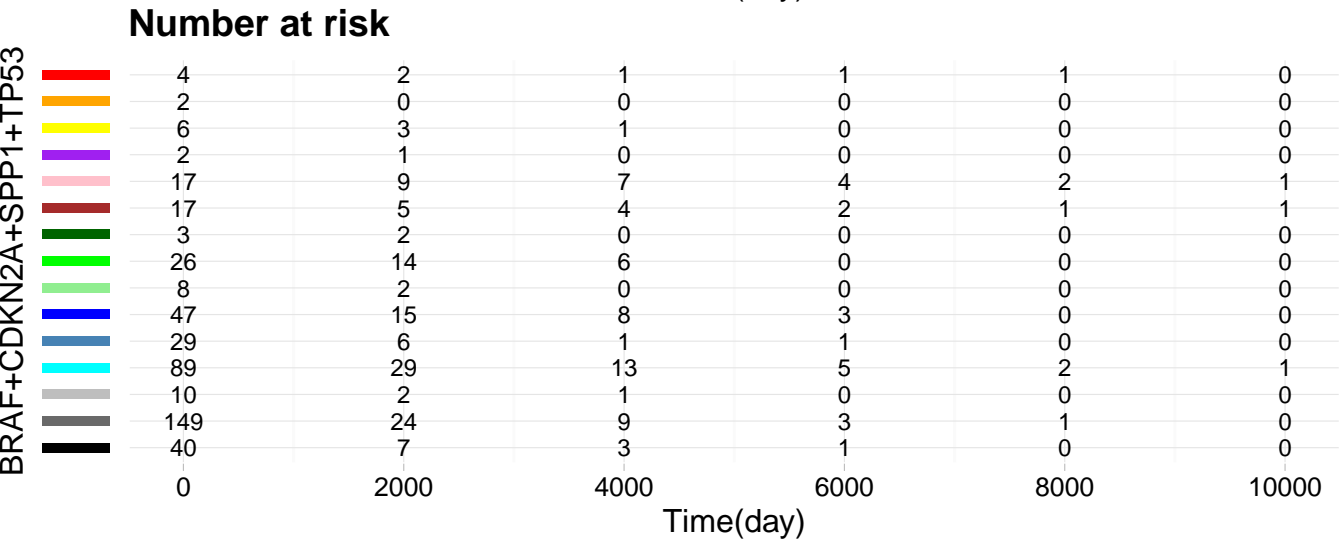 Number at risk
BRAF+CDKN2A+SPP1+TP53
4 2 1 1 1 0
2 0 0 0 0 0
6 3 1 0 0 0
2 1 0 0 0 0
17 9 7 4 2 1
17 5 4 2 1 1
3 2 0 0 0 0
26 14 6 0 0 0
8 2 0 0 0 0
47 15 8 3 0 0
29 6 1 1 0 0
89 29 13 5 2 1
10 2 1 0 0 0
149 24 9 3 1 0
40 7 3 1 0 0
0 2000 4000 6000 8000 10000
Time(day)